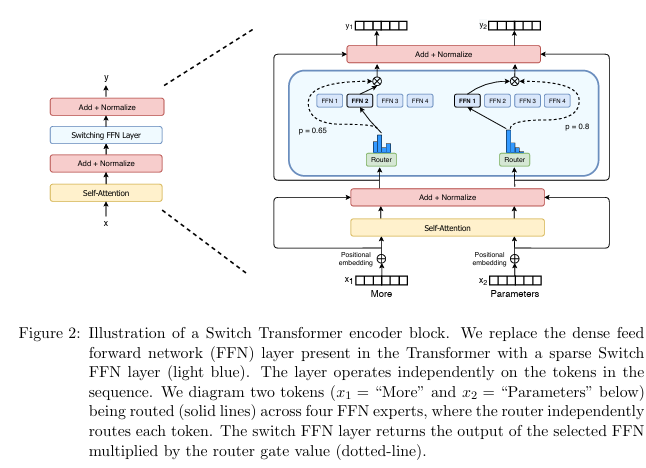 y
Add + Normalize
Switching FFN Layer
Add + Normalize
Self-Attention
x
y1 y2
Add + Normalize
FFN 1 FFN 2 FFN 3 FFN 4 FFN 1 FFN 2 FFN 3 FFN 4
p = 0.65 p = 0.8
Router Router
Add + Normalize
Self-Attention
Positional embedding Positional embedding
x1 x2
More Parameters
Figure 2: Illustration of a Switch Transformer encoder block. We replace the dense feed
forward network (FFN) layer present in the Transformer with a sparse Switch
FFN layer (light blue). The layer operates independently on the tokens in the
sequence. We diagram two tokens (x1 = “More” and x2 = “Parameters” below)
being routed (solid lines) across four FFN experts, where the router independently
routes each token. The switch FFN layer returns the output of the selected FFN
multiplied by the router gate value (dotted-line).